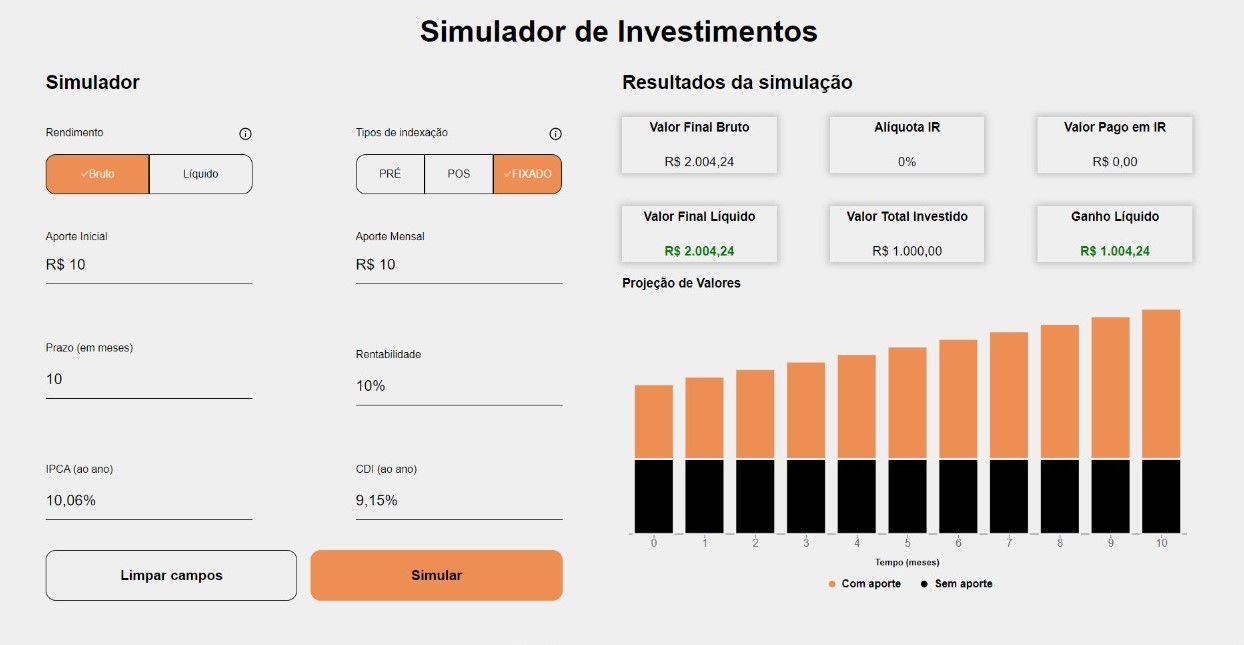 Simulador de Investimentos
Simulador
Rendimento
Tipos de indexação
✓Bruto
Líquido
PRÉ
POS
✓FIXADO
Aporte Inicial
Aporte Mensal
R$ 10
R$ 10
Prazo (em meses)
Rentabilidade
10
10%
IPCA (ao ano)
CDI (ao ano)
10,06%
9,15%
Limpar campos
Simular
Resultados da simulação
Valor Final Bruto
R$ 2.004,24
Alíquota IR
0%
Valor Pago em IR
R$ 0,00
Valor Final Líquido
R$ 2.004,24
Valor Total Investido
R$ 1.000,00
Ganho Líquido
R$ 1.004,24
Projeção de Valores
0 1 2 3 4 5 6 7 8 9 10
Tempo (meses)
Com aporte
Sem aporte